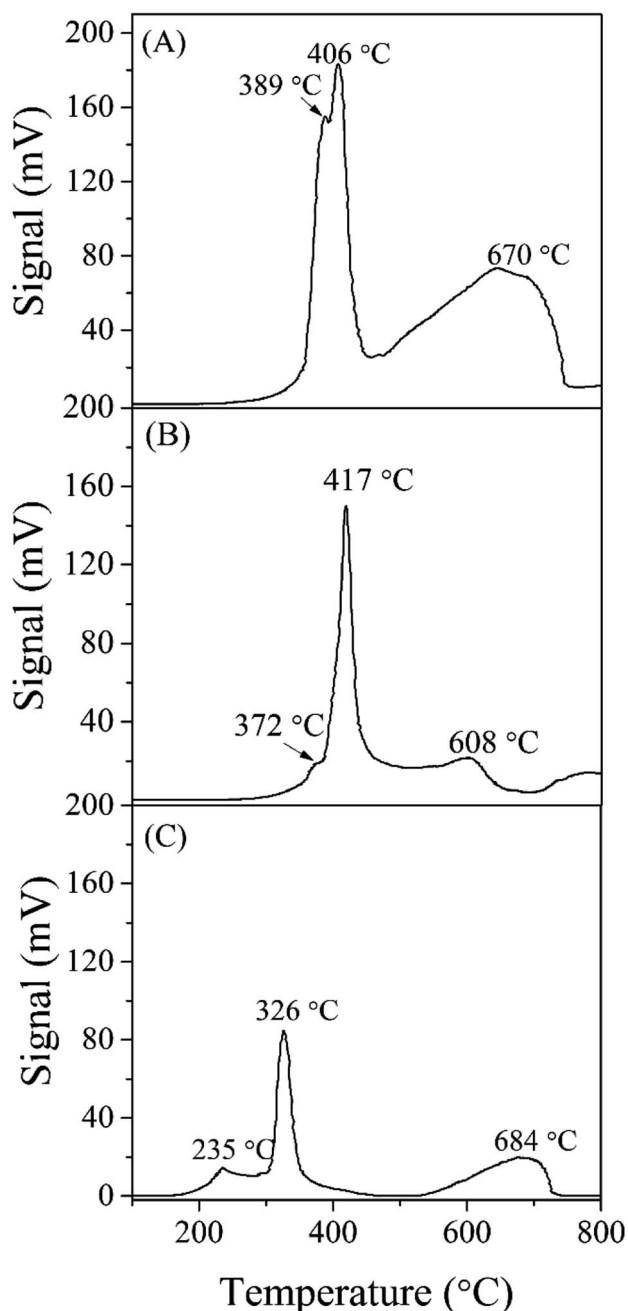 (A)
406 °C
389 °C
670 °C
200
160
120
80
40
Signal (mV)
200
(B)
417 °C
372 °C
608 °C
160
120
80
40
Signal (mV)
200
(C)
326 °C
235 °C
684 °C
160
120
80
40
0
Signal (mV)
200
400
600
800
Temperature (°C)